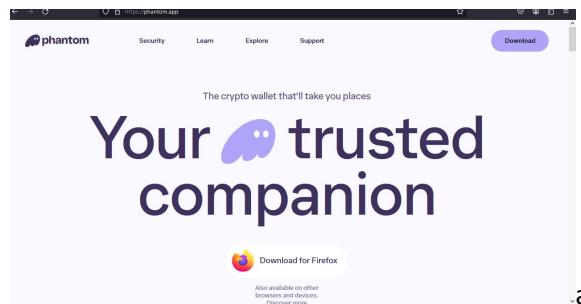 https://phantom.app
phantom
Security
Learn
Explore
Support
Download
The crypto wallet that'll take you places
Your trusted
companion
Download for Firefox
Also available on other
browsers and devices.
Discover more
a